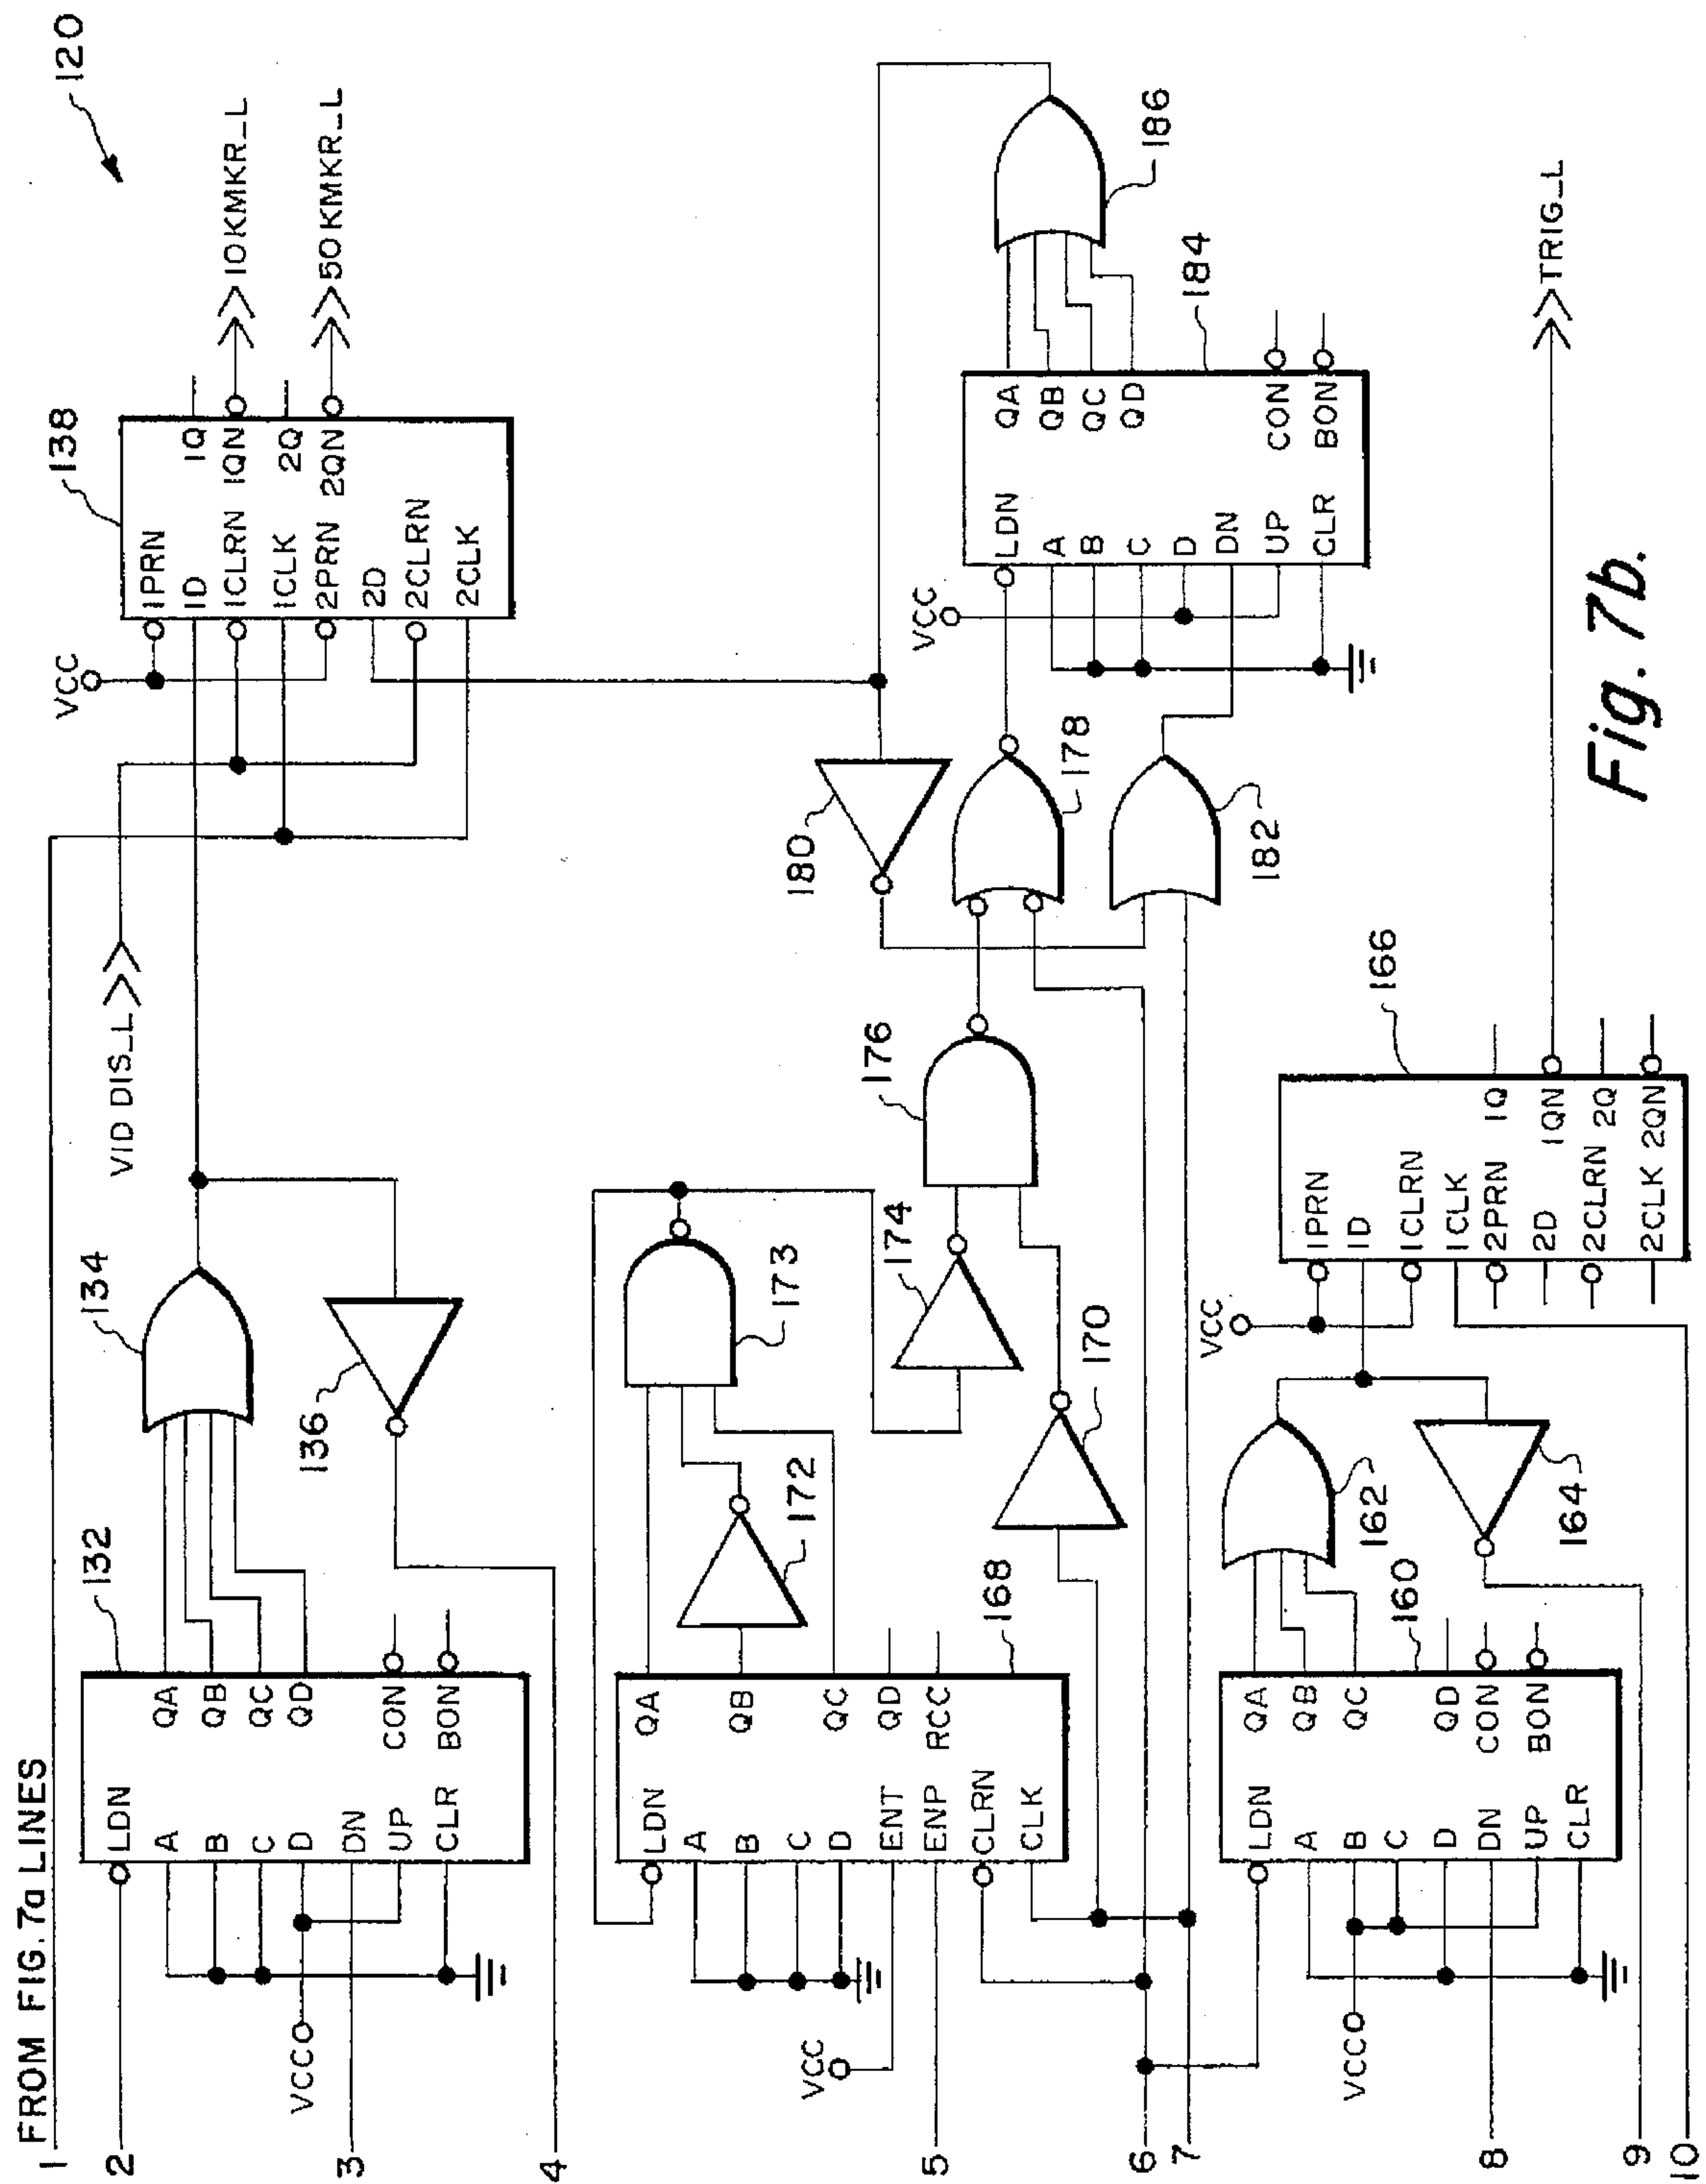 120
FROM FIG. 7a LINES
1
2
3
4
5
6
7
8
9
10
132
LDN
A
B
C
D
DN
UP
CLR
QA
QB
QC
QD
CON
BON
VCC
134
136
VID DIS_L
138
VCC
1PRN
1D
1CLRN
1CLK
2PRN
2D
2CLRN
2CLK
1Q
1QN
2Q
2QN
10KMKR_L
50KMKR_L
168
LDN
A
B
C
D
ENT
ENP
CLRN
CLK
QA
QB
QC
QD
RCC
VCC
172
173
174
170
176
180
178
182
184
VCC
LDN
A
B
C
D
DN
UP
CLR
QA
QB
QC
QD
CON
BON
186
160
LDN
A
B
C
D
DN
UP
CLR
QA
QB
QC
QD
CON
BON
VCC
162
164
166
VCC
1PRN
1D
1CLRN
1CLK
2PRN
2D
2CLRN
2CLK
1Q
1QN
2Q
2QN
TRIG_L
Fig. 7b.